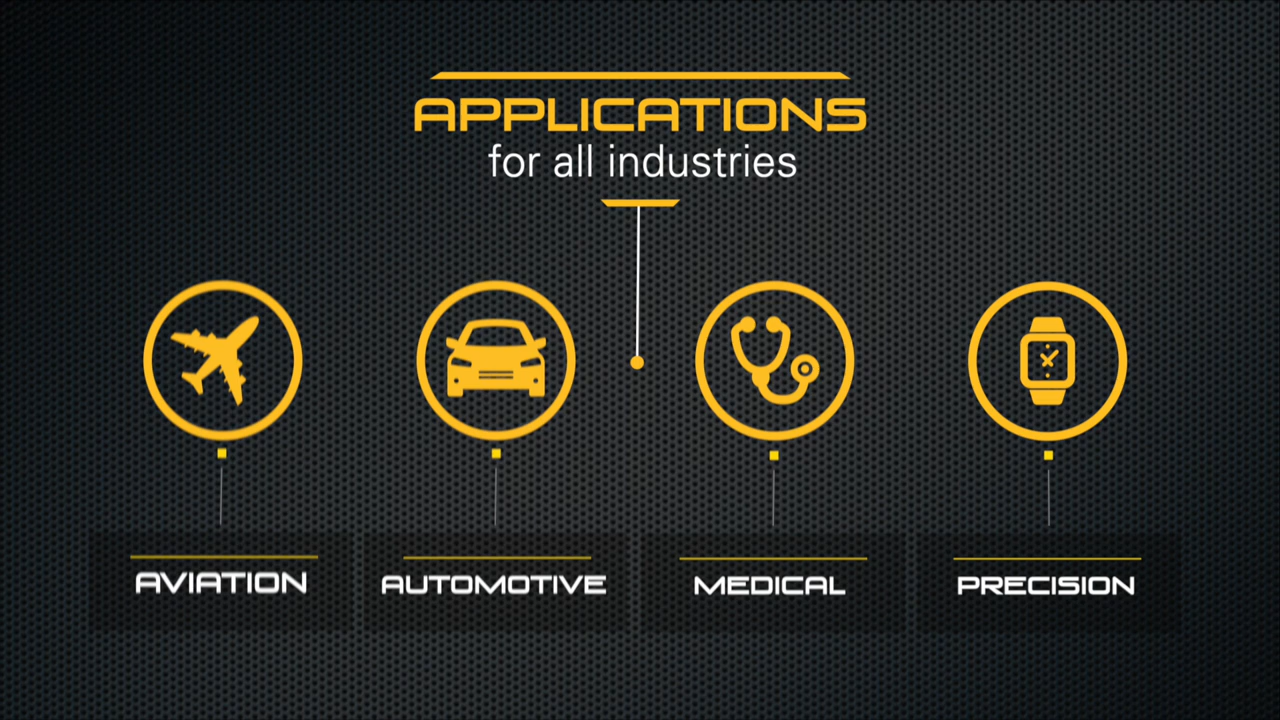 APPLICATIONS
for all industries
AVIATION
AUTOMOTIVE
MEDICAL
PRECISION